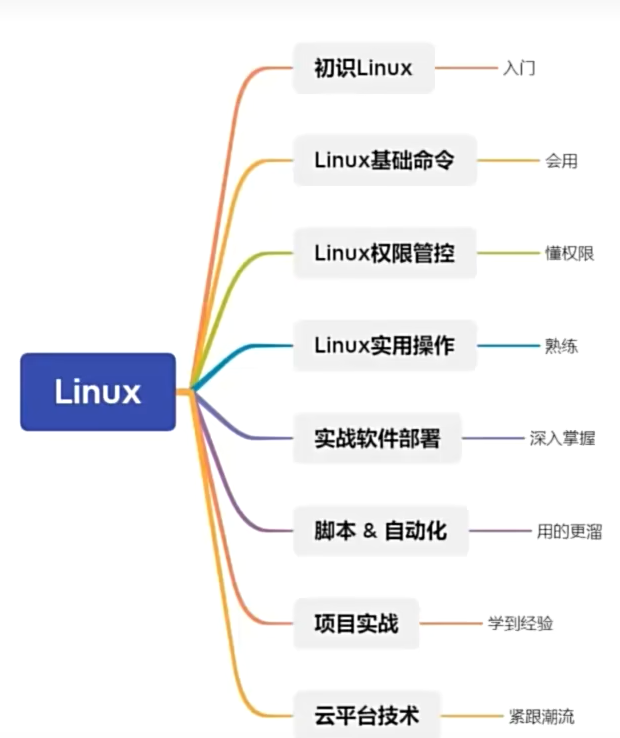 初识Linux 入门
Linux基础命令 会用
Linux权限管控 懂权限
Linux实用操作 熟练
Linux
实战软件部署 深入掌握
脚本 & 自动化 用的更溜
项目实战 学到经验
云平台技术 紧跟潮流